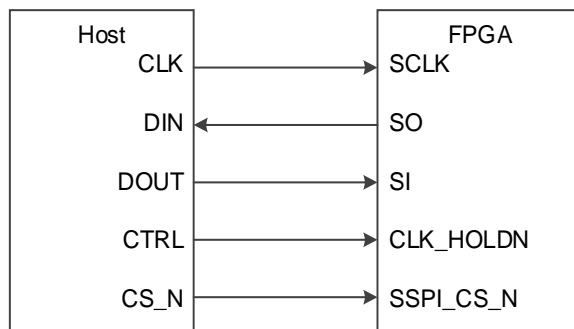 Host FPGA
CLK SCLK
DIN SO
DOUT SI
CTRL CLK_HOLDN
CS_N SSPI_CS_N